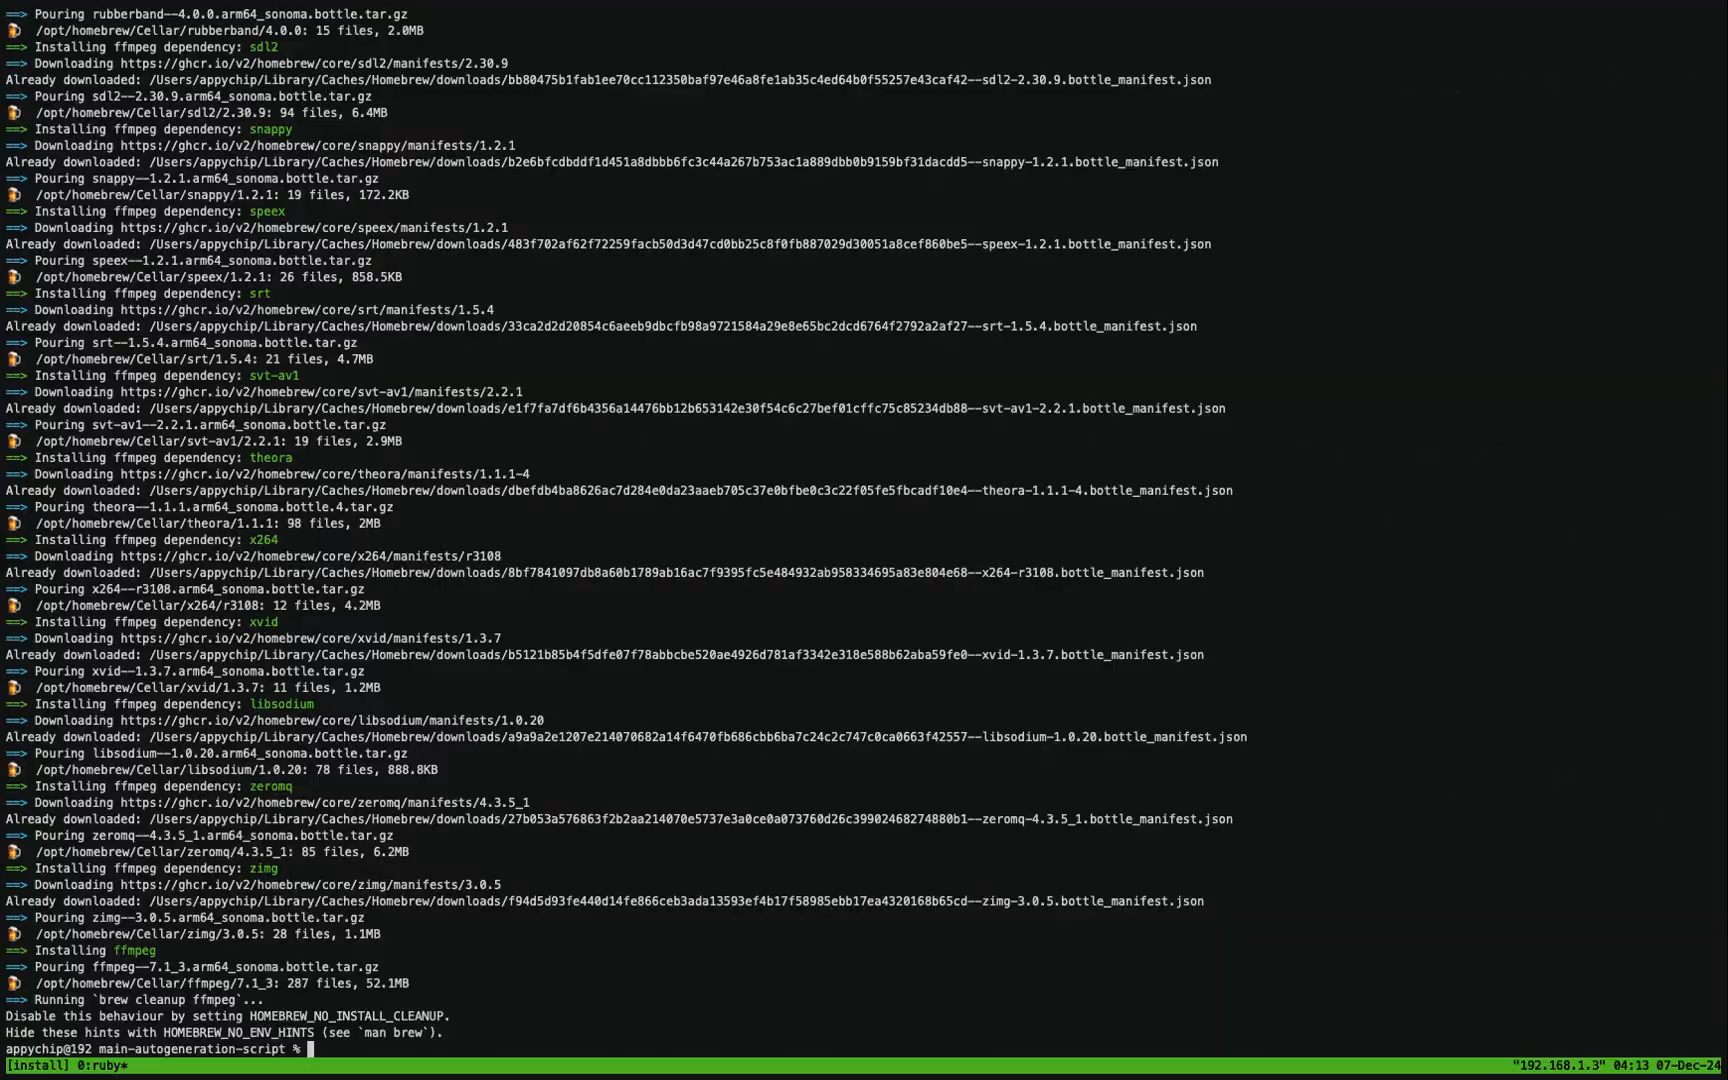 ==> Pouring rubberband--4.0.0.arm64_sonoma.bottle.tar.gz
🍺  /opt/homebrew/Cellar/rubberband/4.0.0: 15 files, 2.0MB
==> Installing ffmpeg dependency: sdl2
==> Downloading https://ghcr.io/v2/homebrew/core/sdl2/manifests/2.30.9
Already downloaded: /Users/appychip/Library/Caches/Homebrew/downloads/bb80475b1fab1ee70cc112350baf97e46a8fe1ab35c4ed64b0f55257e43caf42--sdl2-2.30.9.bottle_manifest.json
==> Pouring sdl2--2.30.9.arm64_sonoma.bottle.tar.gz
🍺  /opt/homebrew/Cellar/sdl2/2.30.9: 94 files, 6.4MB
==> Installing ffmpeg dependency: snappy
==> Downloading https://ghcr.io/v2/homebrew/core/snappy/manifests/1.2.1
Already downloaded: /Users/appychip/Library/Caches/Homebrew/downloads/b2e6bfcdbddf1d451a8dbbb6fc3c44a267b753ac1a889dbb0b9159bf31dacdd5--snappy-1.2.1.bottle_manifest.json
==> Pouring snappy--1.2.1.arm64_sonoma.bottle.tar.gz
🍺  /opt/homebrew/Cellar/snappy/1.2.1: 19 files, 172.2KB
==> Installing ffmpeg dependency: speex
==> Downloading https://ghcr.io/v2/homebrew/core/speex/manifests/1.2.1
Already downloaded: /Users/appychip/Library/Caches/Homebrew/downloads/483f702af62f72259facb50d3d47cd0bb25c8f0fb887029d30051a8cef860be5--speex-1.2.1.bottle_manifest.json
==> Pouring speex--1.2.1.arm64_sonoma.bottle.tar.gz
🍺  /opt/homebrew/Cellar/speex/1.2.1: 26 files, 858.5KB
==> Installing ffmpeg dependency: srt
==> Downloading https://ghcr.io/v2/homebrew/core/srt/manifests/1.5.4
Already downloaded: /Users/appychip/Library/Caches/Homebrew/downloads/33ca2d2d20854c6aeeb9dbcfb98a9721584a29e8e65bc2dcd6764f2792a2af27--srt-1.5.4.bottle_manifest.json
==> Pouring srt--1.5.4.arm64_sonoma.bottle.tar.gz
🍺  /opt/homebrew/Cellar/srt/1.5.4: 21 files, 4.7MB
==> Installing ffmpeg dependency: svt-av1
==> Downloading https://ghcr.io/v2/homebrew/core/svt-av1/manifests/2.2.1
Already downloaded: /Users/appychip/Library/Caches/Homebrew/downloads/e1f7fa7df6b4356a14476bb12b653142e30f54c6c27bef01cffc75c85234db88--svt-av1-2.2.1.bottle_manifest.json
==> Pouring svt-av1--2.2.1.arm64_sonoma.bottle.tar.gz
🍺  /opt/homebrew/Cellar/svt-av1/2.2.1: 19 files, 2.9MB
==> Installing ffmpeg dependency: theora
==> Downloading https://ghcr.io/v2/homebrew/core/theora/manifests/1.1.1-4
Already downloaded: /Users/appychip/Library/Caches/Homebrew/downloads/dbefdb4ba8626ac7d284e0da23aaeb705c37e0bfbe0c3c22f05fe5fbcadf10e4--theora-1.1.1-4.bottle_manifest.json
==> Pouring theora--1.1.1.arm64_sonoma.bottle.4.tar.gz
🍺  /opt/homebrew/Cellar/theora/1.1.1: 98 files, 2MB
==> Installing ffmpeg dependency: x264
==> Downloading https://ghcr.io/v2/homebrew/core/x264/manifests/r3108
Already downloaded: /Users/appychip/Library/Caches/Homebrew/downloads/8bf7841097db8a60b1789ab16ac7f9395fc5e484932ab958334695a83e804e68--x264-r3108.bottle_manifest.json
==> Pouring x264--r3108.arm64_sonoma.bottle.tar.gz
🍺  /opt/homebrew/Cellar/x264/r3108: 12 files, 4.2MB
==> Installing ffmpeg dependency: xvid
==> Downloading https://ghcr.io/v2/homebrew/core/xvid/manifests/1.3.7
Already downloaded: /Users/appychip/Library/Caches/Homebrew/downloads/b5121b85b4f5dfe07f78abbcbe520ae4926d781af3342e318e588b62aba59fe0--xvid-1.3.7.bottle_manifest.json
==> Pouring xvid--1.3.7.arm64_sonoma.bottle.tar.gz
🍺  /opt/homebrew/Cellar/xvid/1.3.7: 11 files, 1.2MB
==> Installing ffmpeg dependency: libsodium
==> Downloading https://ghcr.io/v2/homebrew/core/libsodium/manifests/1.0.20
Already downloaded: /Users/appychip/Library/Caches/Homebrew/downloads/a9a9a2e1207e214070682a14f6470fb686cbb6ba7c24c2c747c0ca0663f42557--libsodium-1.0.20.bottle_manifest.json
==> Pouring libsodium--1.0.20.arm64_sonoma.bottle.tar.gz
🍺  /opt/homebrew/Cellar/libsodium/1.0.20: 78 files, 888.8KB
==> Installing ffmpeg dependency: zeromq
==> Downloading https://ghcr.io/v2/homebrew/core/zeromq/manifests/4.3.5_1
Already downloaded: /Users/appychip/Library/Caches/Homebrew/downloads/27b053a576863f2b2aa214070e5737e3a0ce0a073760d26c39902468274880b1--zeromq-4.3.5_1.bottle_manifest.json
==> Pouring zeromq--4.3.5_1.arm64_sonoma.bottle.tar.gz
🍺  /opt/homebrew/Cellar/zeromq/4.3.5_1: 85 files, 6.2MB
==> Installing ffmpeg dependency: zimg
==> Downloading https://ghcr.io/v2/homebrew/core/zimg/manifests/3.0.5
Already downloaded: /Users/appychip/Library/Caches/Homebrew/downloads/f94d5d93fe440d14fe866ceb3ada13593ef4b17f58985ebb17ea4320168b65cd--zimg-3.0.5.bottle_manifest.json
==> Pouring zimg--3.0.5.arm64_sonoma.bottle.tar.gz
🍺  /opt/homebrew/Cellar/zimg/3.0.5: 28 files, 1.1MB
==> Installing ffmpeg
==> Pouring ffmpeg--7.1_3.arm64_sonoma.bottle.tar.gz
🍺  /opt/homebrew/Cellar/ffmpeg/7.1_3: 287 files, 52.1MB
==> Running `brew cleanup ffmpeg`...
Disable this behaviour by setting HOMEBREW_NO_INSTALL_CLEANUP.
Hide these hints with HOMEBREW_NO_ENV_HINTS (see `man brew`).
appychip@192 main-autogeneration-script %
[install] 0:ruby* "192.168.1.3" 04:13 07-Dec-24